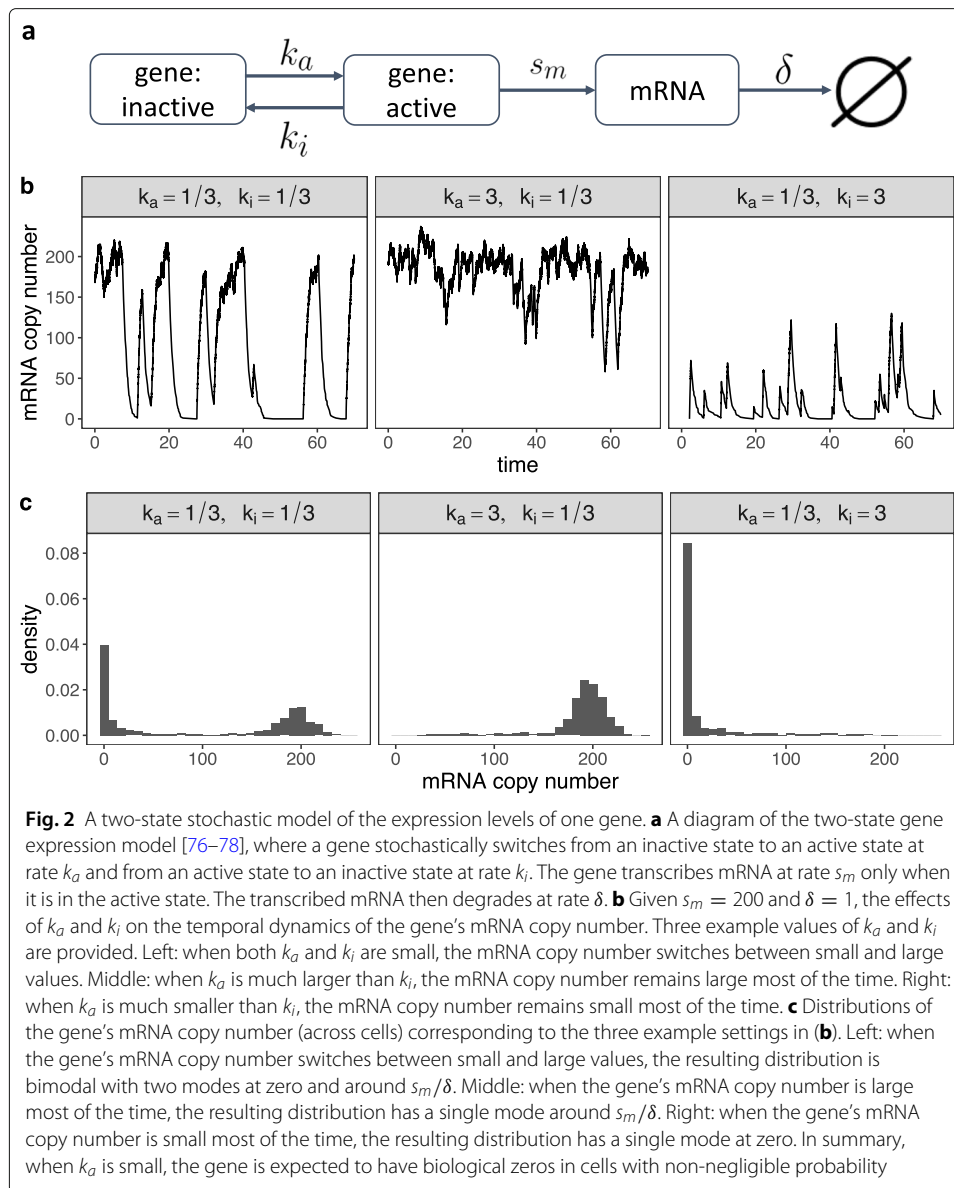 a
gene: inactive
k_a
k_i
gene: active
s_m
mRNA
δ
b
k_a = 1/3, k_i = 1/3
k_a = 3, k_i = 1/3
k_a = 1/3, k_i = 3
mRNA copy number
200
150
100
50
0
0 20 40 60
0 20 40 60
0 20 40 60
time
c
k_a = 1/3, k_i = 1/3
k_a = 3, k_i = 1/3
k_a = 1/3, k_i = 3
density
0.08
0.06
0.04
0.02
0.00
0 100 200
0 100 200
0 100 200
mRNA copy number
Fig. 2 A two-state stochastic model of the expression levels of one gene. a A diagram of the two-state gene
expression model [76–78], where a gene stochastically switches from an inactive state to an active state at
rate k_a and from an active state to an inactive state at rate k_i. The gene transcribes mRNA at rate s_m only when
it is in the active state. The transcribed mRNA then degrades at rate δ. b Given s_m = 200 and δ = 1, the effects
of k_a and k_i on the temporal dynamics of the gene's mRNA copy number. Three example values of k_a and k_i
are provided. Left: when both k_a and k_i are small, the mRNA copy number switches between small and large
values. Middle: when k_a is much larger than k_i, the mRNA copy number remains large most of the time. Right:
when k_a is much smaller than k_i, the mRNA copy number remains small most of the time. c Distributions of
the gene's mRNA copy number (across cells) corresponding to the three example settings in (b). Left: when
the gene's mRNA copy number switches between small and large values, the resulting distribution is
bimodal with two modes at zero and around s_m/δ. Middle: when the gene's mRNA copy number is large
most of the time, the resulting distribution has a single mode around s_m/δ. Right: when the gene's mRNA
copy number is small most of the time, the resulting distribution has a single mode at zero. In summary,
when k_a is small, the gene is expected to have biological zeros in cells with non-negligible probability